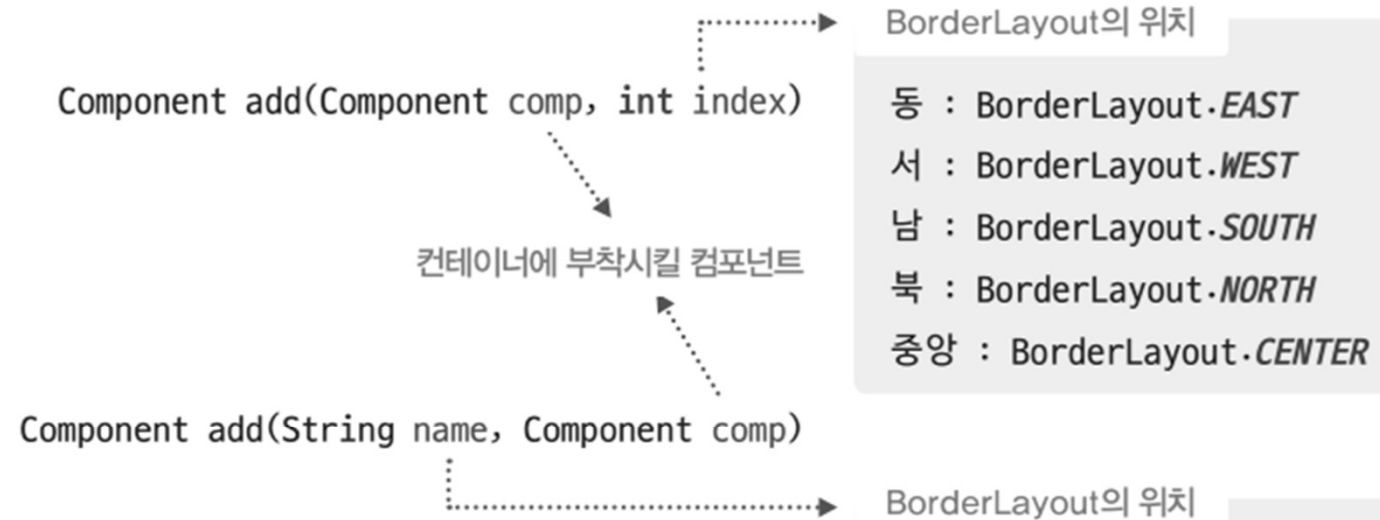 BorderLayout의 위치
Component add(Component comp, int index)
동 : BorderLayout.EAST
서 : BorderLayout.WEST
남 : BorderLayout.SOUTH
컨테이너에 부착시킬 컴포넌트
북 : BorderLayout.NORTH
중앙 : BorderLayout.CENTER
Component add(String name, Component comp)
BorderLayout의 위치